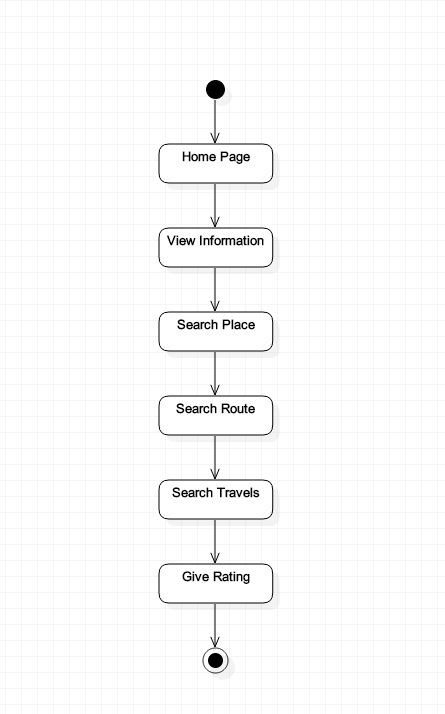 Home Page
View Information
Search Place
Search Route
Search Travels
Give Rating